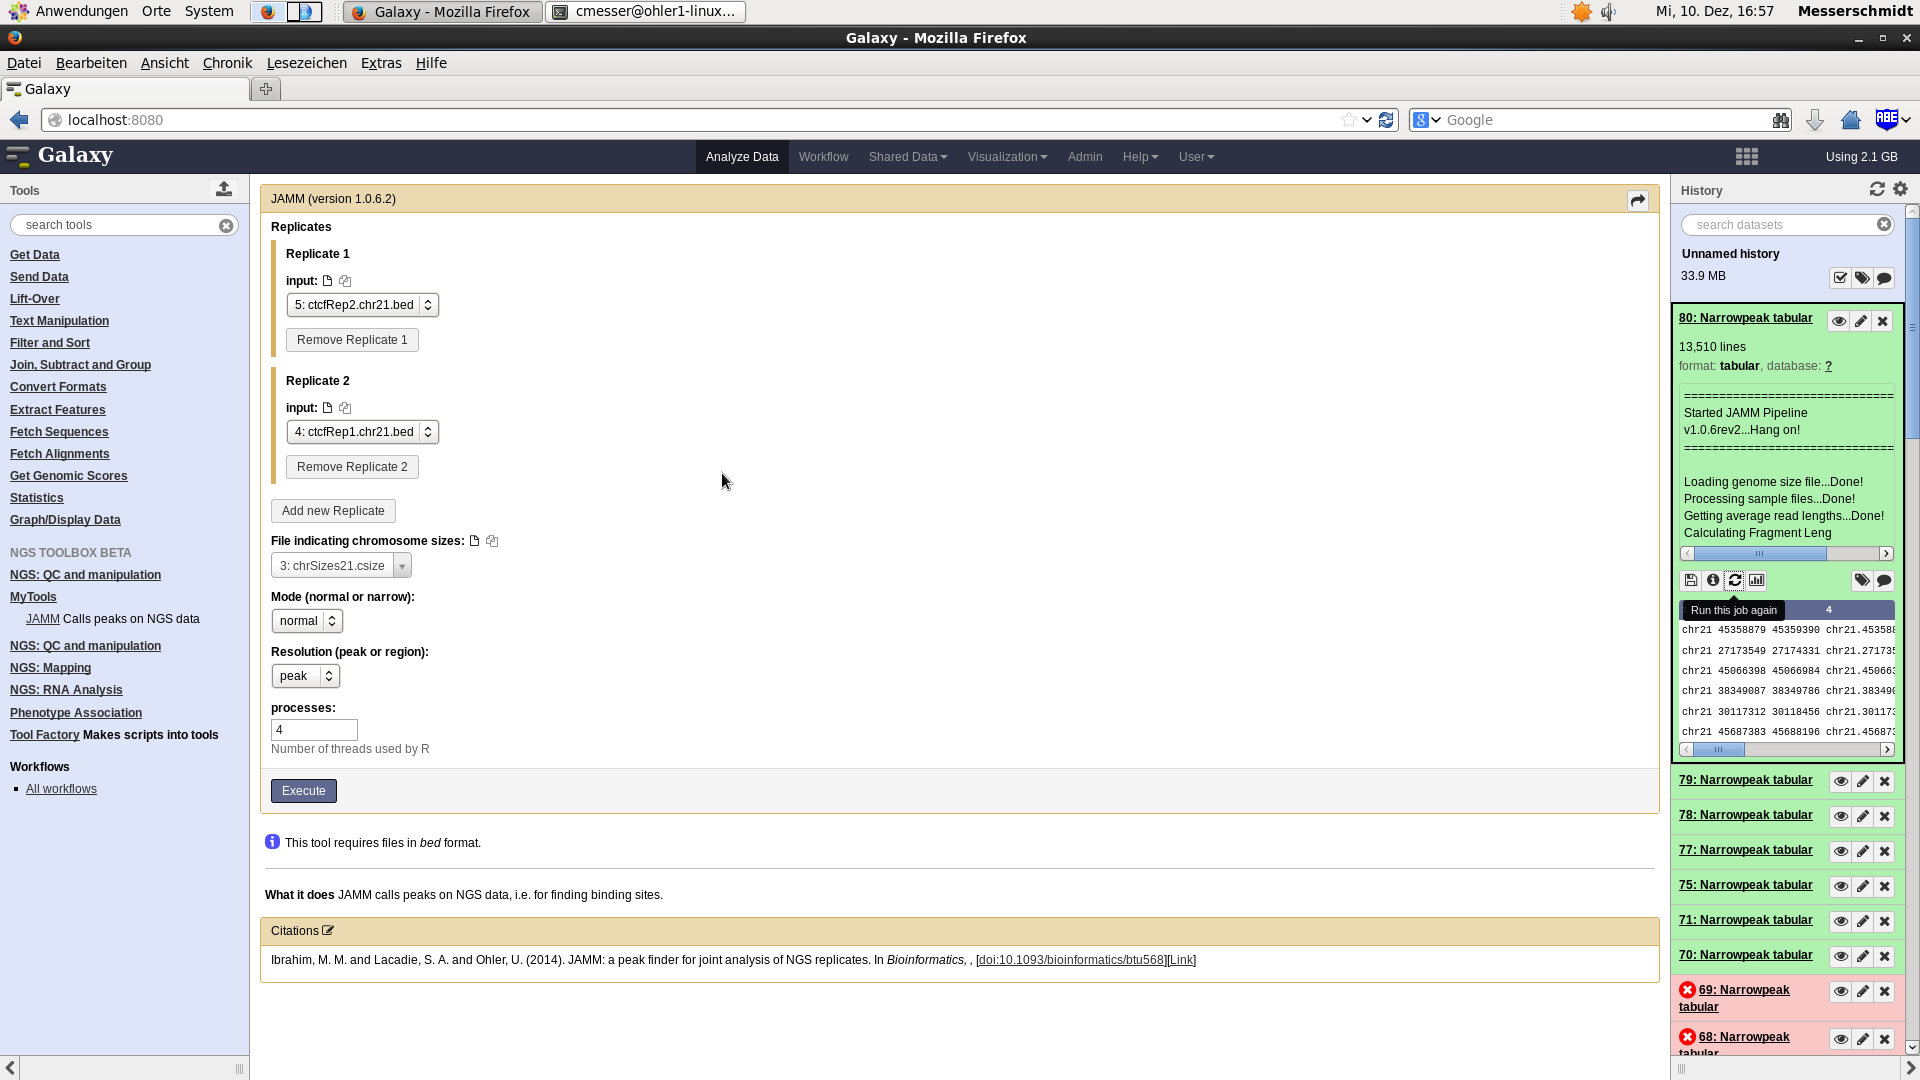 Anwendungen Orte System Galaxy - Mozilla Firefox cmesser@ohler1-linux... Mi, 10. Dez, 16:57 Messerschmidt
Galaxy - Mozilla Firefox
Datei Bearbeiten Ansicht Chronik Lesezeichen Extras Hilfe
Galaxy
localhost:8080
Google
ABE
Galaxy
Analyze Data Workflow Shared Data Visualization Admin Help User Using 2.1 GB
Tools
search tools
Get Data
Send Data
Lift-Over
Text Manipulation
Filter and Sort
Join, Subtract and Group
Convert Formats
Extract Features
Fetch Sequences
Fetch Alignments
Get Genomic Scores
Statistics
Graph/Display Data
NGS TOOLBOX BETA
NGS: QC and manipulation
MyTools
JAMM Calls peaks on NGS data
NGS: QC and manipulation
NGS: Mapping
NGS: RNA Analysis
Phenotype Association
Tool Factory Makes scripts into tools
Workflows
All workflows
JAMM (version 1.0.6.2)
Replicates
Replicate 1
input:
5: ctcfRep2.chr21.bed
Remove Replicate 1
Replicate 2
input:
4: ctcfRep1.chr21.bed
Remove Replicate 2
Add new Replicate
File indicating chromosome sizes:
3: chrSizes21.csize
Mode (normal or narrow):
normal
Resolution (peak or region):
peak
processes:
4
Number of threads used by R
Execute
This tool requires files in bed format.
What it does JAMM calls peaks on NGS data, i.e. for finding binding sites.
Citations
Ibrahim, M. M. and Lacadie, S. A. and Ohler, U. (2014). JAMM: a peak finder for joint analysis of NGS replicates. In Bioinformatics, , [doi:10.1093/bioinformatics/btu568][Link]
History
search datasets
Unnamed history
33.9 MB
80: Narrowpeak tabular
13,510 lines
format: tabular, database: ?
==============================
Started JAMM Pipeline
v1.0.6rev2...Hang on!
==============================
Loading genome size file...Done!
Processing sample files...Done!
Getting average read lengths...Done!
Calculating Fragment Leng
Run this job again
4
chr21 45358879 45359390 chr21.45358
chr21 27173549 27174331 chr21.27173
chr21 45066398 45066984 chr21.45066
chr21 38349087 38349786 chr21.38349
chr21 30117312 30118456 chr21.30117
chr21 45687383 45688196 chr21.45687
79: Narrowpeak tabular
78: Narrowpeak tabular
77: Narrowpeak tabular
75: Narrowpeak tabular
71: Narrowpeak tabular
70: Narrowpeak tabular
69: Narrowpeak
tabular
68: Narrowpeak
tabular